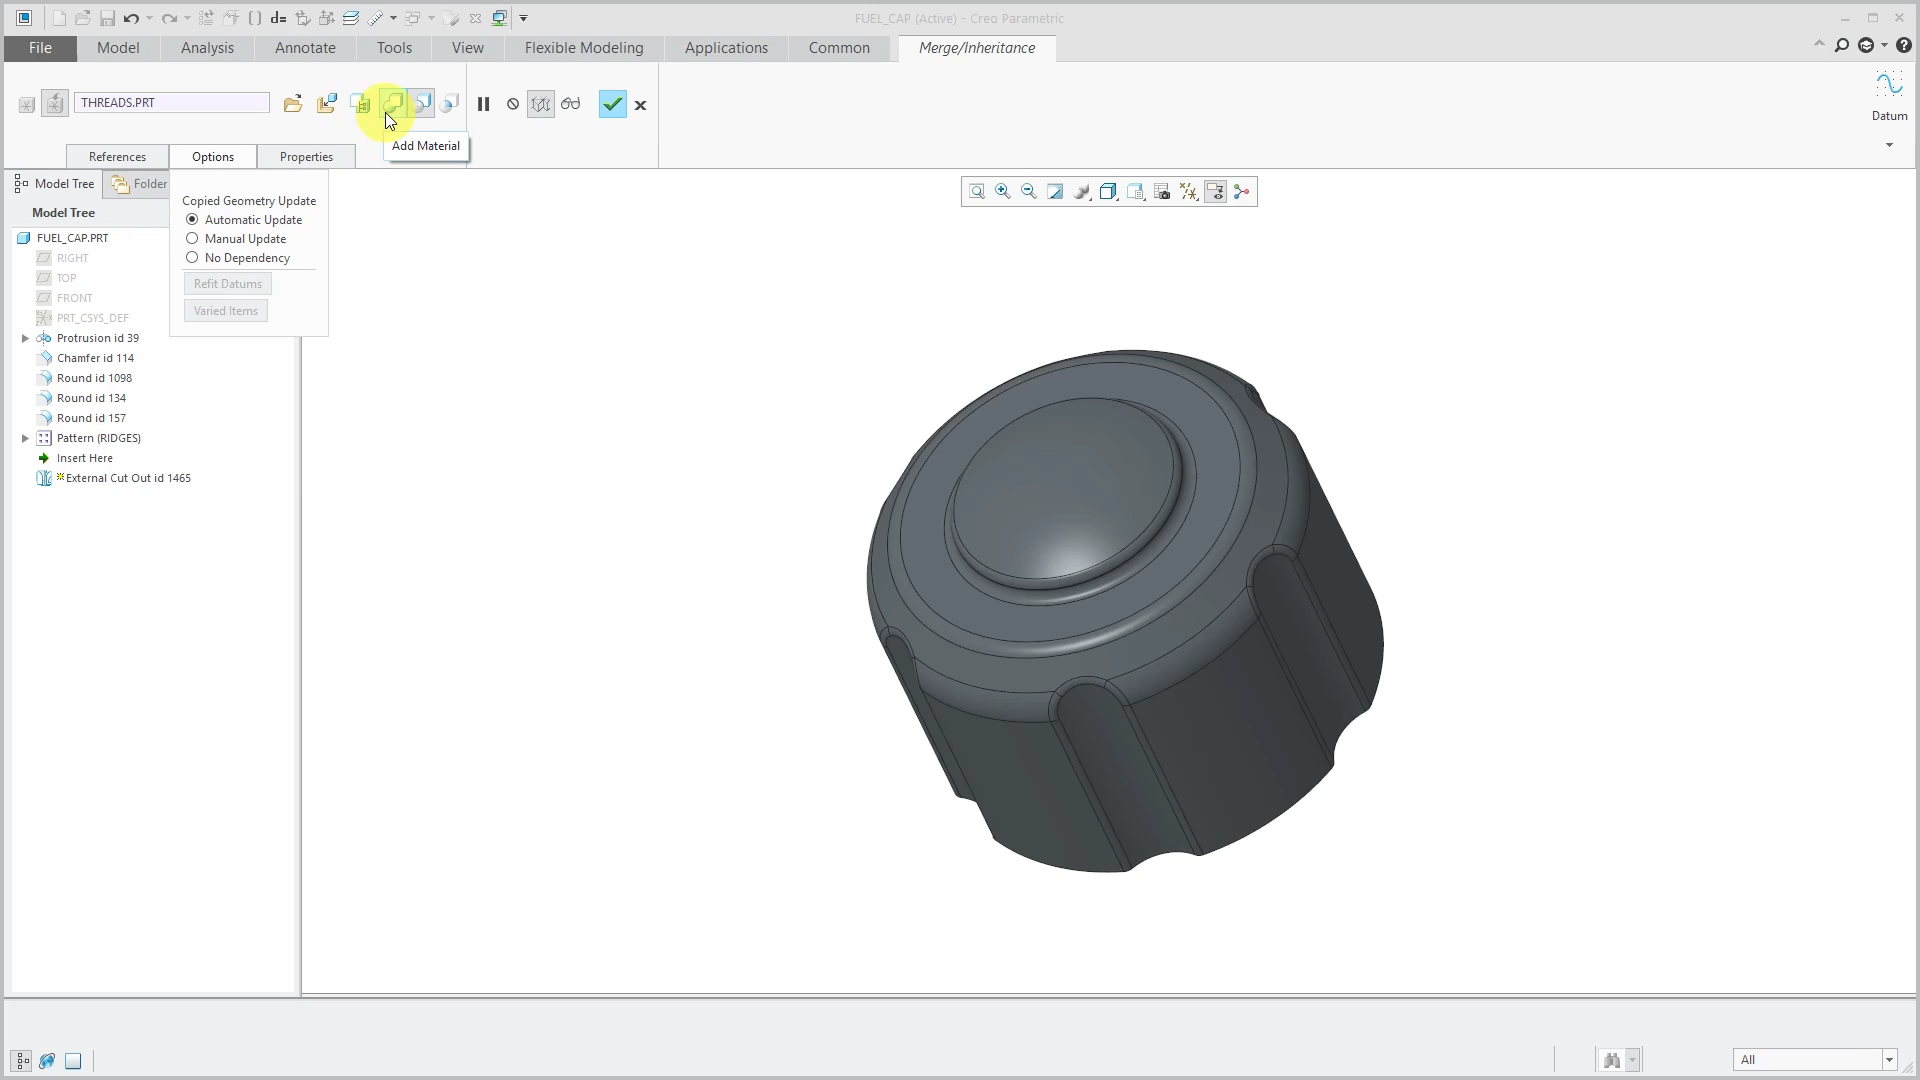 FUEL_CAP (Active) - Creo Parametric
File Model Analysis Annotate Tools View Flexible Modeling Applications Common Merge/Inheritance
THREADS.PRT
Datum
Add Material
References Options Properties
Model Tree Folder
Copied Geometry Update
Model Tree
Automatic Update
FUEL_CAP.PRT
Manual Update
RIGHT
No Dependency
TOP
Refit Datums
FRONT
Varied Items
PRT_CSYS_DEF
Protrusion id 39
Chamfer id 114
Round id 1098
Round id 134
Round id 157
Pattern (RIDGES)
Insert Here
External Cut Out id 1465
All